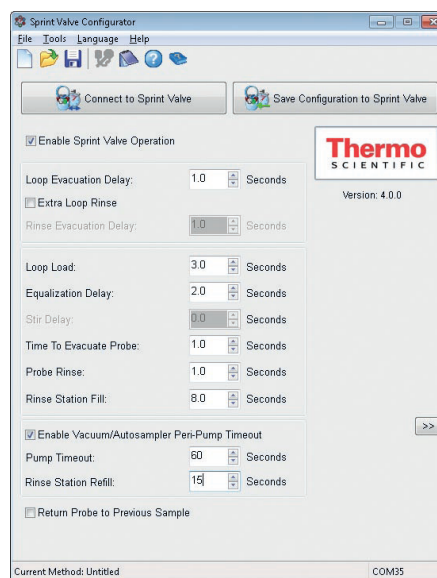 Sprint Valve Configurator
File Tools Language Help
Connect to Sprint Valve
Save Configuration to Sprint Valve
Enable Sprint Valve Operation
Thermo
SCIENTIFIC
Version: 4.0.0
Loop Evacuation Delay: 1.0 Seconds
Extra Loop Rinse
Rinse Evacuation Delay: 1.0 Seconds
Loop Load: 3.0 Seconds
Equalization Delay: 2.0 Seconds
Stir Delay: 0.0 Seconds
Time To Evacuate Probe: 1.0 Seconds
Probe Rinse: 1.0 Seconds
Rinse Station Fill: 8.0 Seconds
>>
Enable Vacuum/Autosampler Peri-Pump Timeout
Pump Timeout: 60 Seconds
Rinse Station Refill: 15 Seconds
Return Probe to Previous Sample
Current Method: Untitled COM35